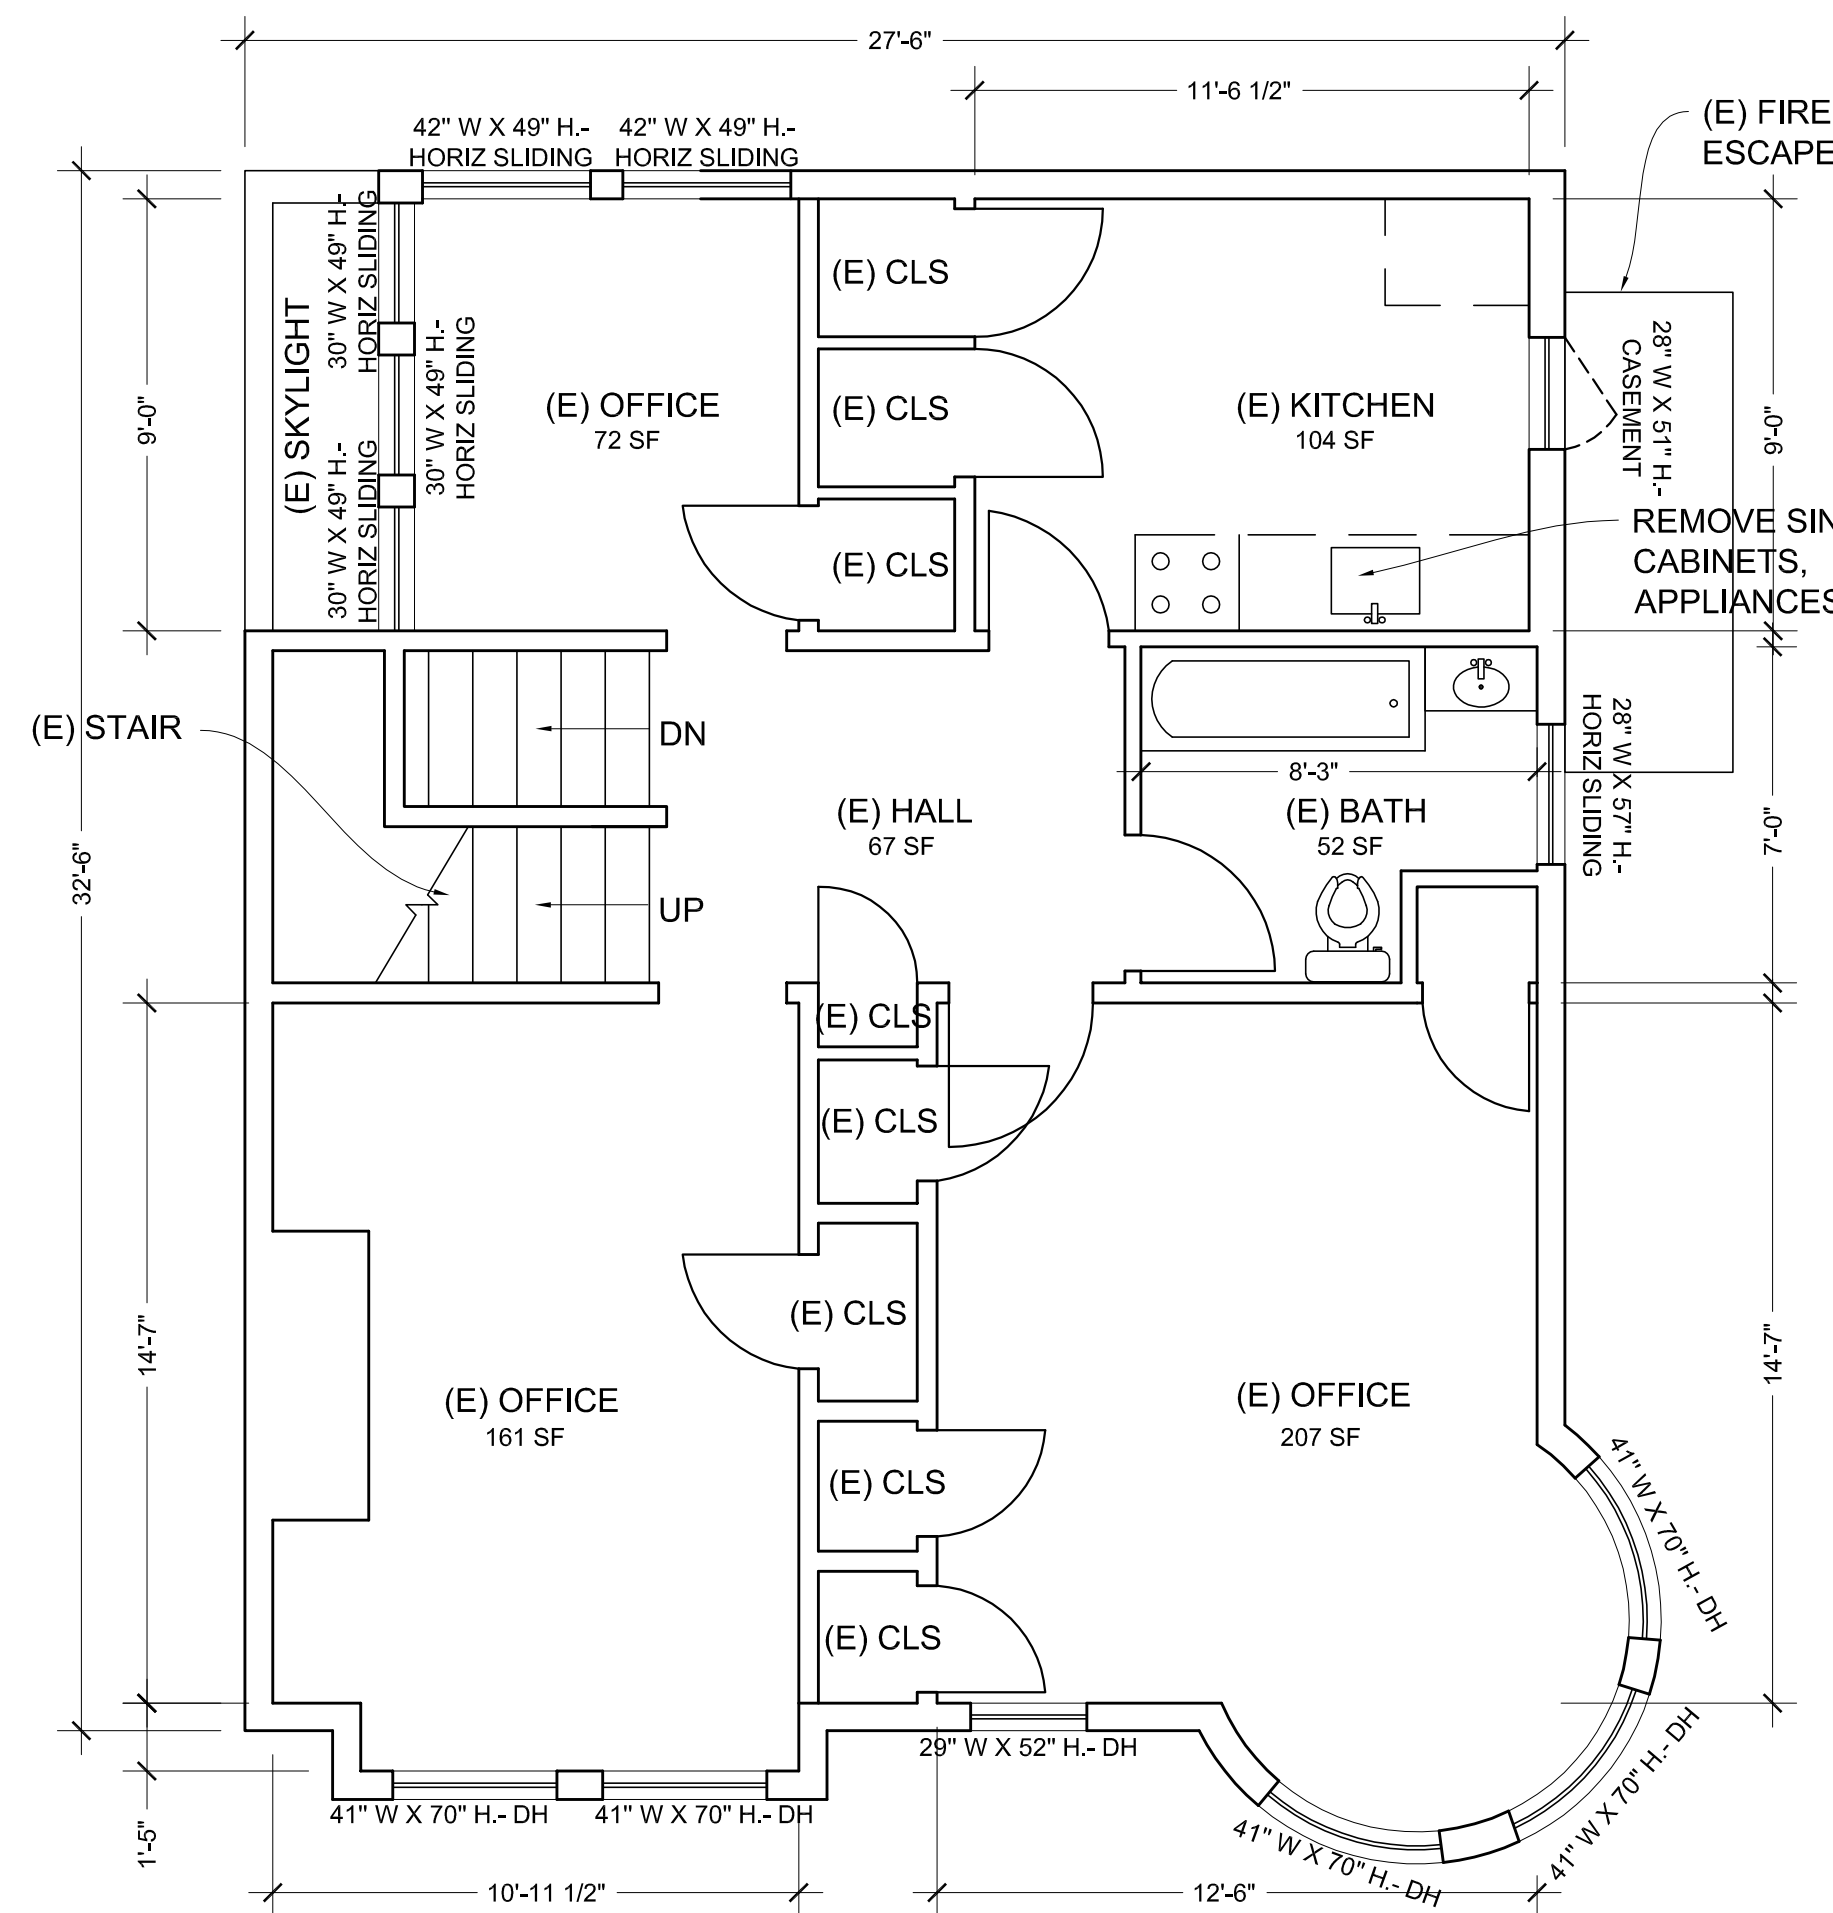 27'-6"
11'-6 1/2"
(E) FIRE
ESCAPE
42" W X 49" H.-
HORIZ SLIDING
42" W X 49" H.-
HORIZ SLIDING
30" W X 49" H.-
HORIZ SLIDING
(E) SKYLIGHT
30" W X 49" H.-
HORIZ SLIDING
30" W X 49" H.-
HORIZ SLIDING
9'-0"
(E) OFFICE
72 SF
(E) CLS
(E) CLS
(E) CLS
(E) KITCHEN
104 SF
28" W X 51" H.-
CASEMENT
9'-0"
REMOVE SIN
CABINETS,
APPLIANCES
(E) STAIR
DN
UP
32'-6"
(E) HALL
67 SF
8'-3"
(E) BATH
52 SF
28" W X 57" H.-
HORIZ SLIDING
7'-0"
(E) CLS
(E) CLS
(E) CLS
(E) CLS
(E) CLS
14'-7"
(E) OFFICE
161 SF
(E) OFFICE
207 SF
14'-7"
41" W X 70" H.- DH
41" W X 70" H.- DH
41" W X 70" H.- DH
29" W X 52" H.- DH
41" W X 70" H.- DH
41" W X 70" H.- DH
1'-5"
10'-11 1/2"
12'-6"